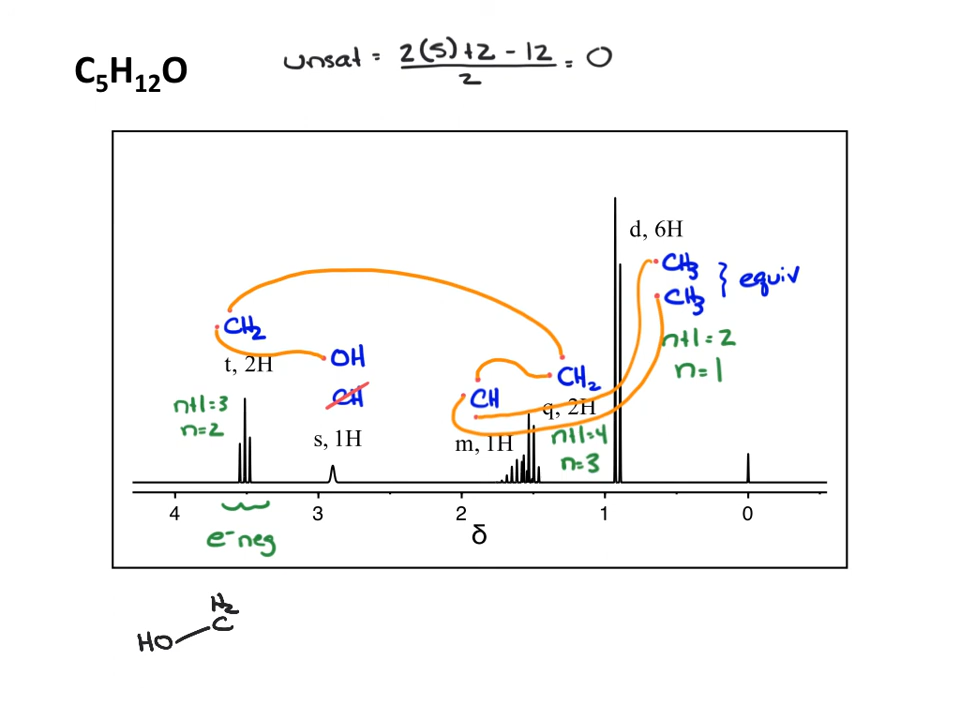 unsat = 2(5)+2 - 12 / 2 = 0
C₅H₁₂O
d, 6H
CH₃
CH₃ } equiv
n+1 = 2
n=1
CH₂
t, 2H
OH
CH
n+1=3
n=2
s, 1H
CH
m, 1H
CH₂
q, 2H
n+1=4
n=3
4 3 2 1 0
δ
e⁻neg
H₂
HO C